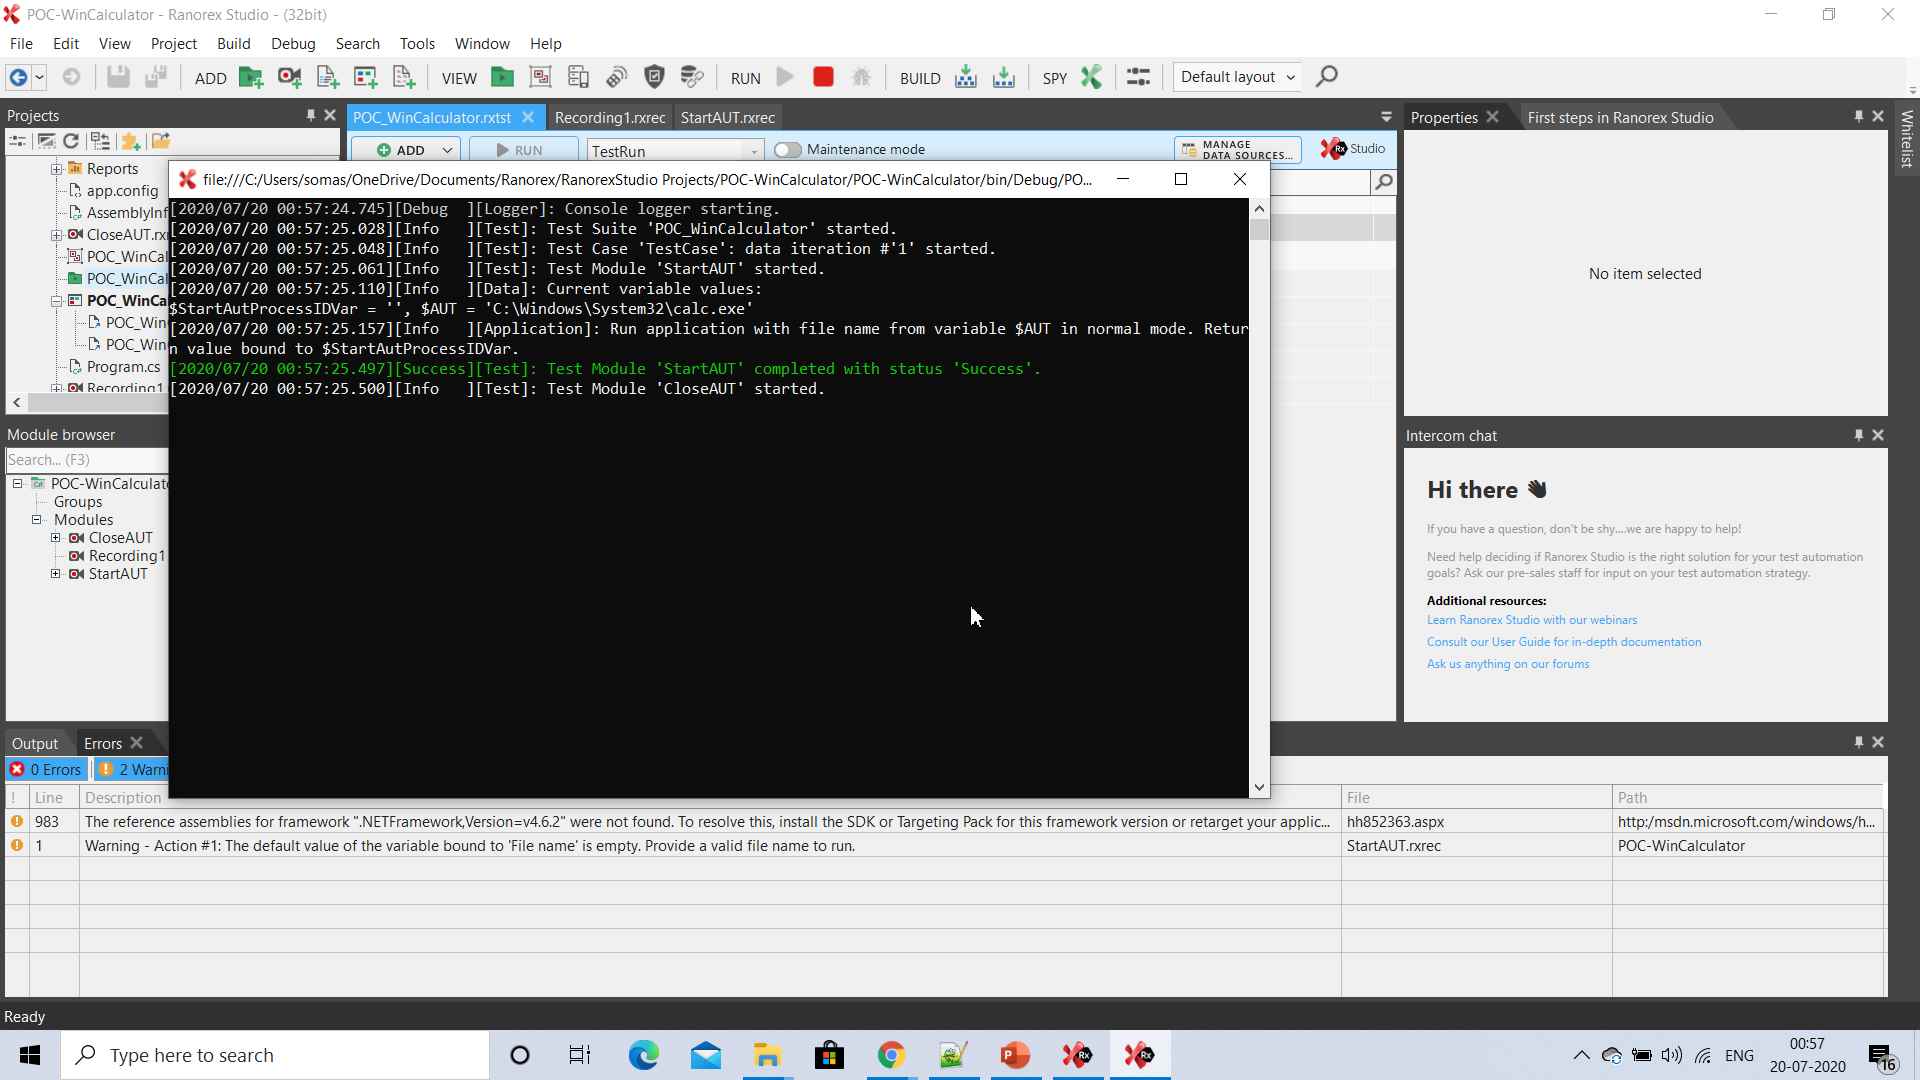 POC-WinCalculator - Ranorex Studio - (32bit)
File Edit View Project Build Debug Search Tools Window Help
ADD VIEW RUN BUILD SPY Default layout
Projects
Reports
app.config
AssemblyInf
CloseAUT.rx
POC_WinCal
POC_WinCal
POC_WinCa
POC_Win
POC_Win
Program.cs
Recording1
POC_WinCalculator.rxtst Recording1.rxrec StartAUT.rxrec
ADD RUN TestRun Maintenance mode MANAGE
DATA SOURCES... Rx Studio
file:///C:/Users/somas/OneDrive/Documents/Ranorex/RanorexStudio Projects/POC-WinCalculator/POC-WinCalculator/bin/Debug/PO...
[2020/07/20 00:57:24.745][Debug  ][Logger]: Console logger starting.
[2020/07/20 00:57:25.028][Info   ][Test]: Test Suite 'POC_WinCalculator' started.
[2020/07/20 00:57:25.048][Info   ][Test]: Test Case 'TestCase': data iteration #'1' started.
[2020/07/20 00:57:25.061][Info   ][Test]: Test Module 'StartAUT' started.
[2020/07/20 00:57:25.110][Info   ][Data]: Current variable values:
$StartAutProcessIDVar = '', $AUT = 'C:\Windows\System32\calc.exe'
[2020/07/20 00:57:25.157][Info   ][Application]: Run application with file name from variable $AUT in normal mode. Retur
n value bound to $StartAutProcessIDVar.
[2020/07/20 00:57:25.497][Success][Test]: Test Module 'StartAUT' completed with status 'Success'.
[2020/07/20 00:57:25.500][Info   ][Test]: Test Module 'CloseAUT' started.
Properties First steps in Ranorex Studio
No item selected
Whitelist
Module browser
Search... (F3)
POC-WinCalculato
Groups
Modules
CloseAUT
Recording1
StartAUT
Intercom chat
Hi there
If you have a question, don't be shy....we are happy to help!
Need help deciding if Ranorex Studio is the right solution for your test automation
goals? Ask our pre-sales staff for input on your test automation strategy.
Additional resources:
Learn Ranorex Studio with our webinars
Consult our User Guide for in-depth documentation
Ask us anything on our forums
Output Errors
0 Errors 2 Warni
! Line Description File Path
983 The reference assemblies for framework ".NETFramework,Version=v4.6.2" were not found. To resolve this, install the SDK or Targeting Pack for this framework version or retarget your applic... hh852363.aspx http:/msdn.microsoft.com/windows/h...
1 Warning - Action #1: The default value of the variable bound to 'File name' is empty. Provide a valid file name to run. StartAUT.rxrec POC-WinCalculator
Ready
Type here to search
ENG
00:57
20-07-2020
16